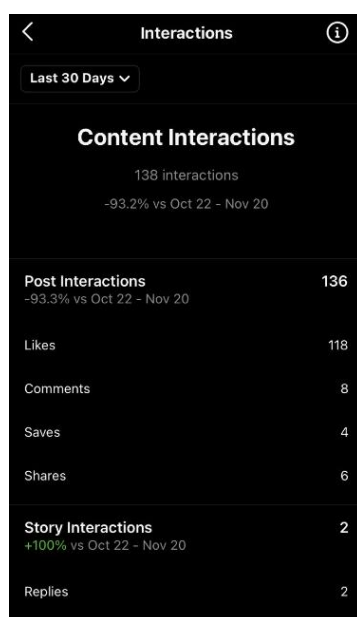 Interactions
Last 30 Days
Content Interactions
138 interactions
-93.2% vs Oct 22 - Nov 20
Post Interactions 136
-93.3% vs Oct 22 - Nov 20
Likes 118
Comments 8
Saves 4
Shares 6
Story Interactions 2
+100% vs Oct 22 - Nov 20
Replies 2